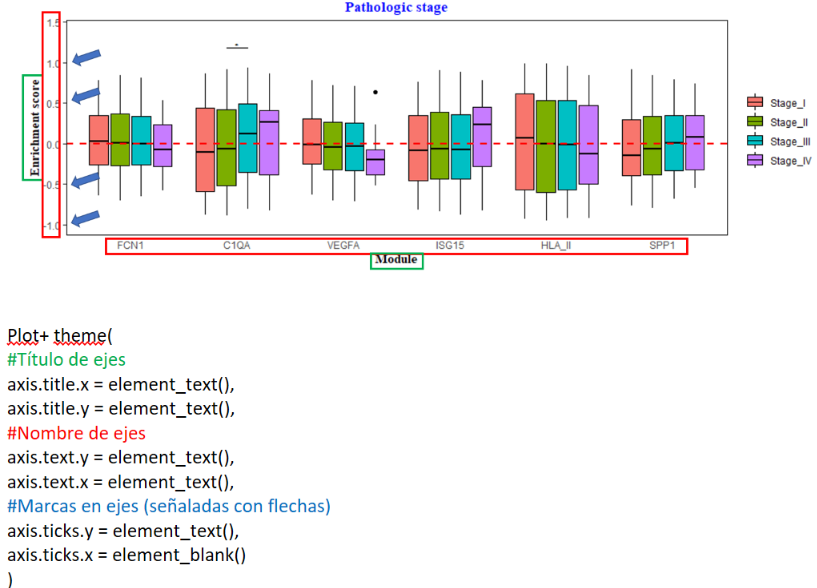 Pathologic stage
1.5
1.0
0.5
0.0
-0.5
-1.0
Enrichment score
*
Stage_I
Stage_II
Stage_III
Stage_IV
FCN1
C1QA
VEGFA
ISG15
HLA_II
SPP1
Module
Plot+ theme(
#Título de ejes
axis.title.x = element_text(),
axis.title.y = element_text(),
#Nombre de ejes
axis.text.y = element_text(),
axis.text.x = element_text(),
#Marcas en ejes (señaladas con flechas)
axis.ticks.y = element_text(),
axis.ticks.x = element_blank()
)